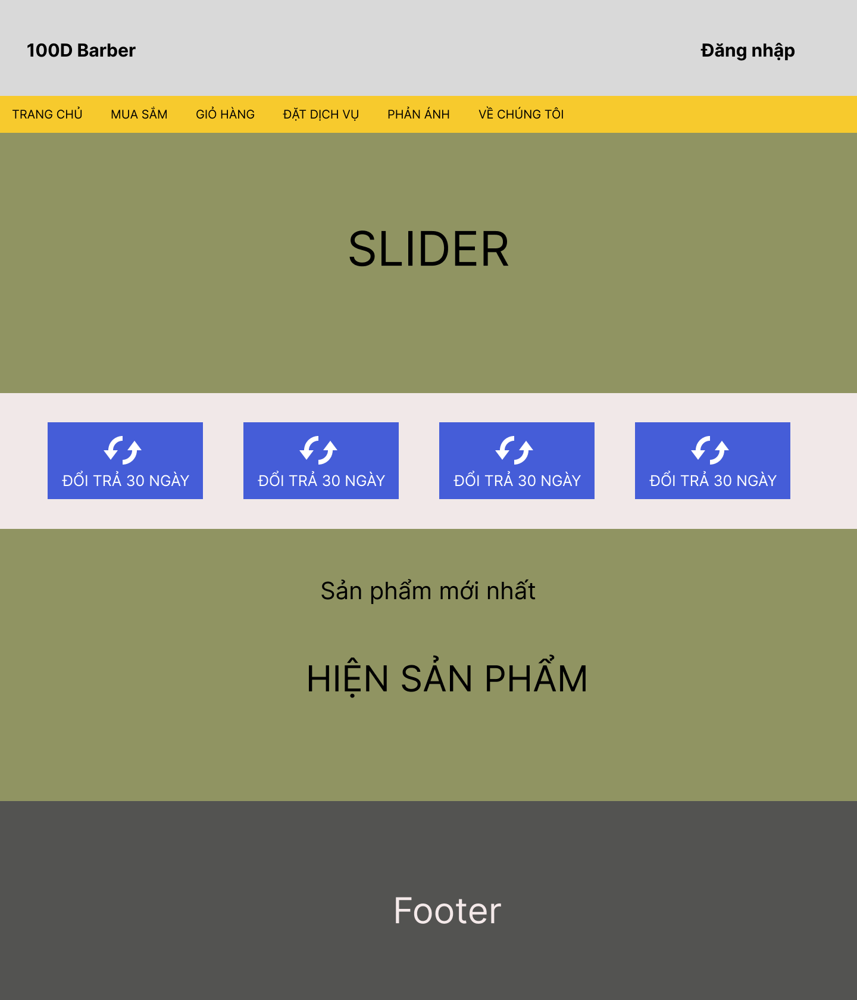 100D Barber
Đăng nhập
TRANG CHỦ MUA SẮM GIỎ HÀNG ĐẶT DỊCH VỤ PHẢN ÁNH VỀ CHÚNG TÔI
SLIDER
ĐỔI TRẢ 30 NGÀY ĐỔI TRẢ 30 NGÀY ĐỔI TRẢ 30 NGÀY ĐỔI TRẢ 30 NGÀY
Sản phẩm mới nhất
HIỆN SẢN PHẨM
Footer